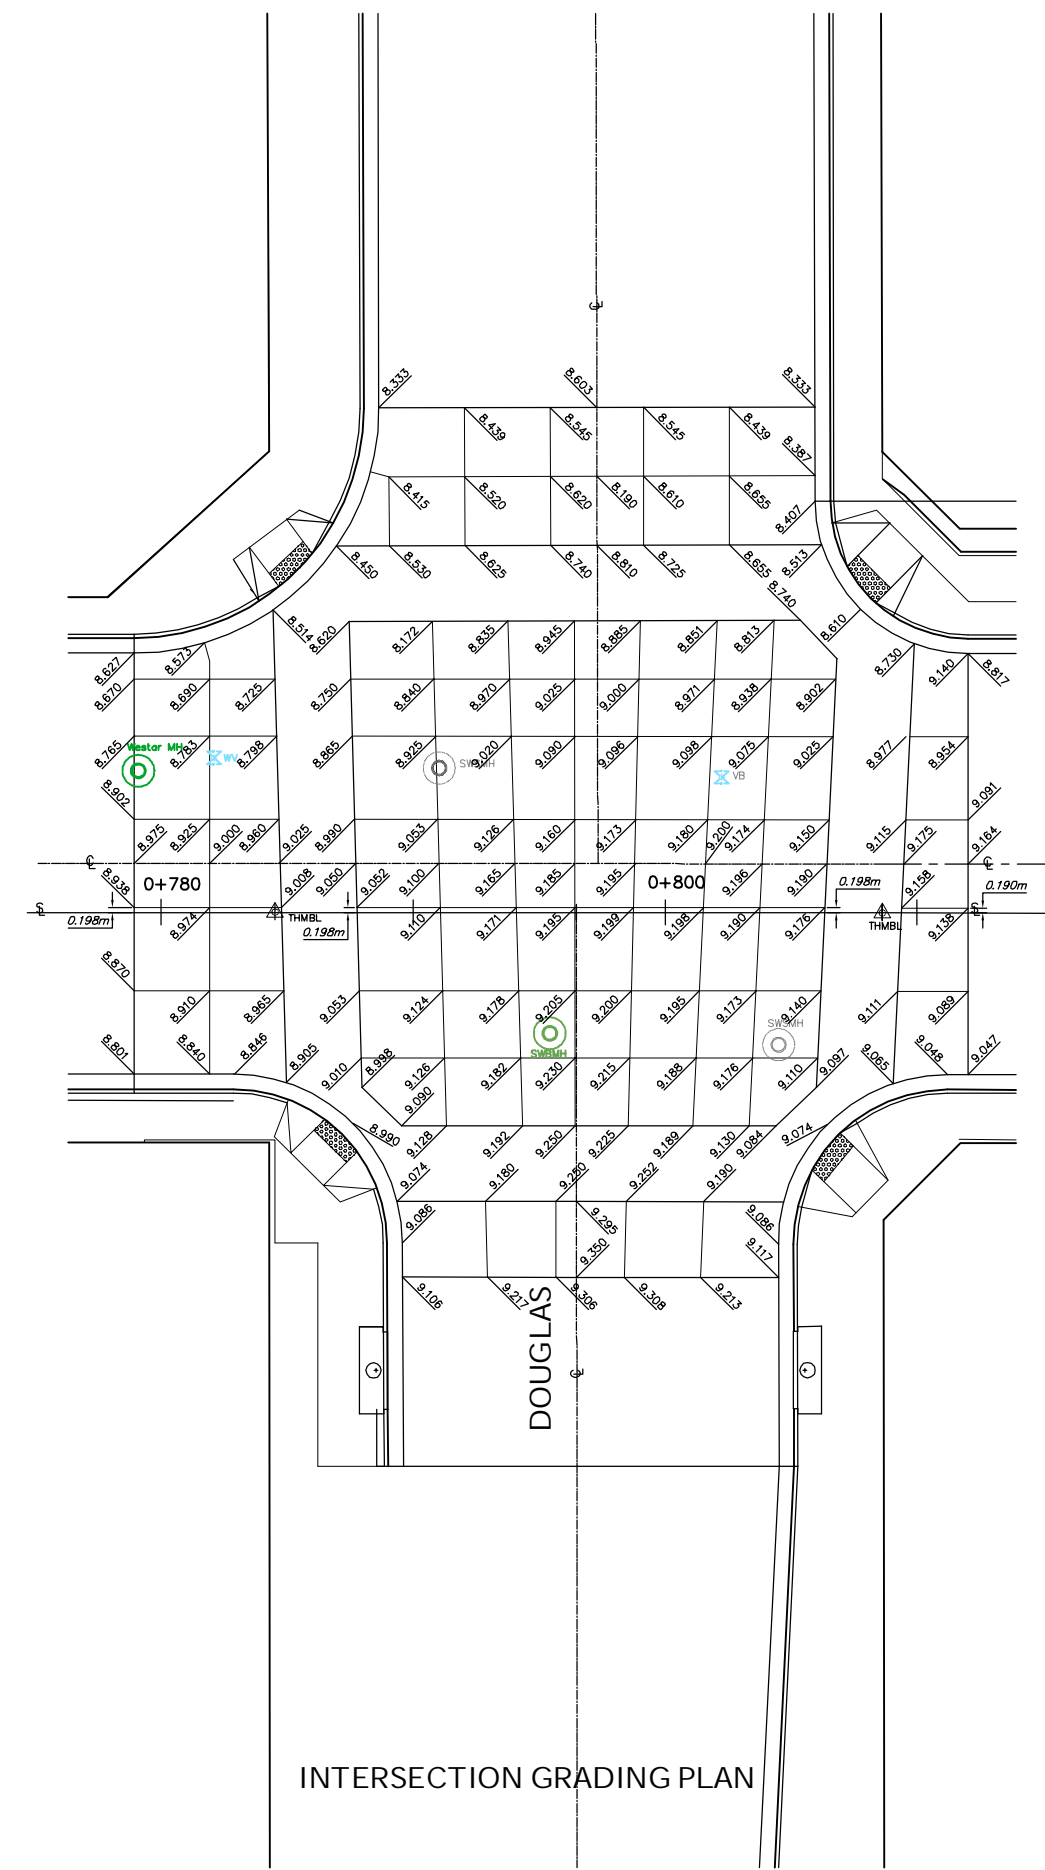 8.333 8.603 8.333
8.439 8.545 8.545 8.439 8.387
8.415 8.520 8.620 8.190 8.610 8.655 8.407
8.450 8.530 8.625 8.740 8.810 8.725 8.655 8.513
8.740
8.514 8.620 8.172 8.835 8.945 8.885 8.851 8.813 8.610
8.627 8.573 8.730 9.140 8.817
8.670 8.690 8.725 8.750 8.840 8.970 9.025 9.000 8.971 8.938 8.902
8.765 8.783 8.798 8.865 8.925 9.020 9.090 9.096 9.098 9.075 9.025 8.977 8.954
Westar MH
WV
SWSMH
VB
8.902 9.091
8.975 8.925 9.000 8.960 9.025 8.990 9.053 9.126 9.160 9.173 9.180 9.200 9.174 9.150 9.115 9.175 9.164
℄ ℄
8.938 0+780 9.008 9.050 9.052 9.100 9.165 9.185 9.195 0+800 9.196 9.190 0.198m 9.158 0.190m
0.198m 8.974 THMBL 0.198m 9.110 9.171 9.195 9.199 9.198 9.190 9.176 THMBL 9.138
8.870
8.910 8.965 9.053 9.124 9.178 9.205 9.200 9.195 9.173 9.140 9.111 9.089
SWSMH
SWBMH
8.801 8.840 8.846 8.905 9.010 8.998 9.126 9.182 9.230 9.215 9.188 9.176 9.110 9.097 9.065 9.048 9.047
9.090
8.990 9.128 9.192 9.250 9.225 9.189 9.130 9.084 9.074
9.074 9.180 9.250 9.252 9.190
9.086 9.295 9.086
9.350 9.117
9.106 9.217 9.306 9.308 9.213
DOUGLAS
INTERSECTION GRADING PLAN